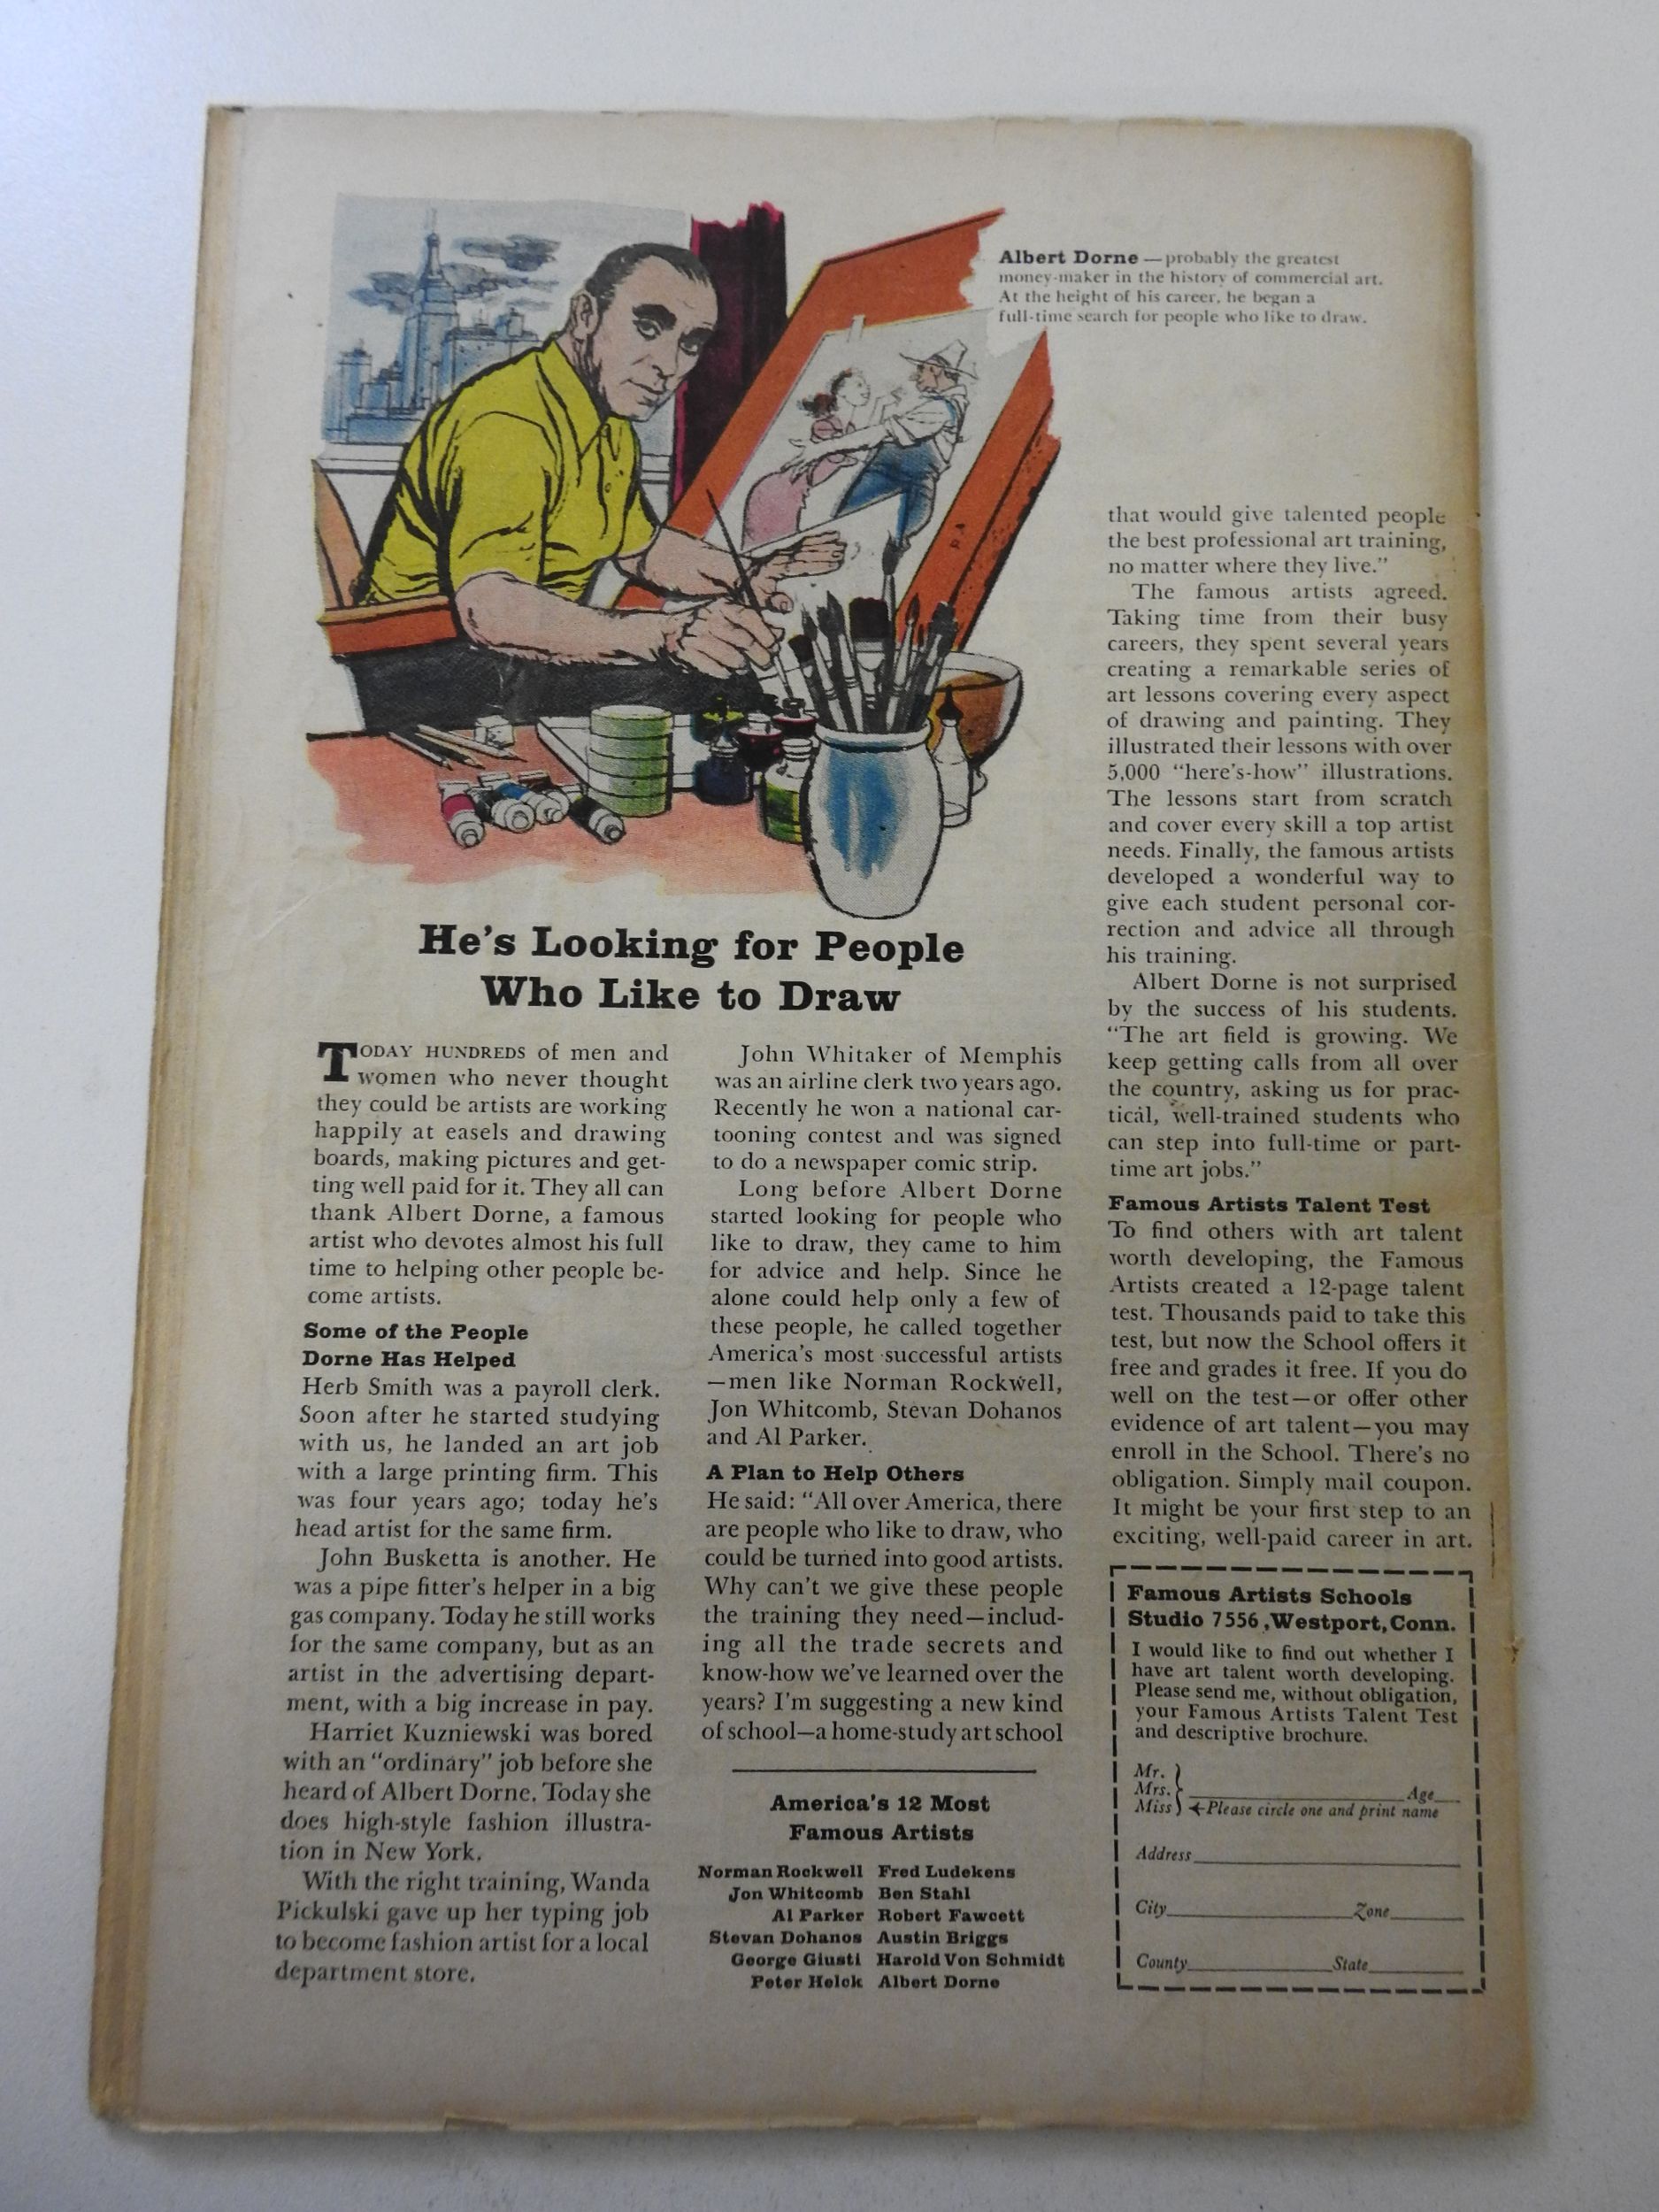 Albert Dorne — probably the greatest
money-maker in the history of commercial art.
At the height of his career, he began a
full-time search for people who like to draw.
He's Looking for People
Who Like to Draw
TODAY HUNDREDS of men and
women who never thought
they could be artists are working
happily at easels and drawing
boards, making pictures and get-
ting well paid for it. They all can
thank Albert Dorne, a famous
artist who devotes almost his full
time to helping other people be-
come artists.
Some of the People
Dorne Has Helped
Herb Smith was a payroll clerk.
Soon after he started studying
with us, he landed an art job
with a large printing firm. This
was four years ago; today he's
head artist for the same firm.
John Busketta is another. He
was a pipe fitter's helper in a big
gas company. Today he still works
for the same company, but as an
artist in the advertising depart-
ment, with a big increase in pay.
Harriet Kuzniewski was bored
with an "ordinary" job before she
heard of Albert Dorne. Today she
does high-style fashion illustra-
tion in New York.
With the right training, Wanda
Pickulski gave up her typing job
to become fashion artist for a local
department store.
John Whitaker of Memphis
was an airline clerk two years ago.
Recently he won a national car-
tooning contest and was signed
to do a newspaper comic strip.
Long before Albert Dorne
started looking for people who
like to draw, they came to him
for advice and help. Since he
alone could help only a few of
these people, he called together
America's most successful artists
—men like Norman Rockwell,
Jon Whitcomb, Stevan Dohanos
and Al Parker.
A Plan to Help Others
He said: "All over America, there
are people who like to draw, who
could be turned into good artists.
Why can't we give these people
the training they need—includ-
ing all the trade secrets and
know-how we've learned over the
years? I'm suggesting a new kind
of school—a home-study art school
America's 12 Most
Famous Artists
Norman Rockwell Fred Ludekens
Jon Whitcomb Ben Stahl
Al Parker Robert Fawcett
Stevan Dohanos Austin Briggs
George Giusti Harold Von Schmidt
Peter Helck Albert Dorne
that would give talented people
the best professional art training,
no matter where they live."
The famous artists agreed.
Taking time from their busy
careers, they spent several years
creating a remarkable series of
art lessons covering every aspect
of drawing and painting. They
illustrated their lessons with over
5,000 "here's-how" illustrations.
The lessons start from scratch
and cover every skill a top artist
needs. Finally, the famous artists
developed a wonderful way to
give each student personal cor-
rection and advice all through
his training.
Albert Dorne is not surprised
by the success of his students.
"The art field is growing. We
keep getting calls from all over
the country, asking us for prac-
tical, well-trained students who
can step into full-time or part-
time art jobs."
Famous Artists Talent Test
To find others with art talent
worth developing, the Famous
Artists created a 12-page talent
test. Thousands paid to take this
test, but now the School offers it
free and grades it free. If you do
well on the test—or offer other
evidence of art talent—you may
enroll in the School. There's no
obligation. Simply mail coupon.
It might be your first step to an
exciting, well-paid career in art.
Famous Artists Schools
Studio 7556, Westport, Conn.
I would like to find out whether I
have art talent worth developing.
Please send me, without obligation,
your Famous Artists Talent Test
and descriptive brochure.
Mr.
Mrs. Age
Miss ←Please circle one and print name
Address
City Zone
County State